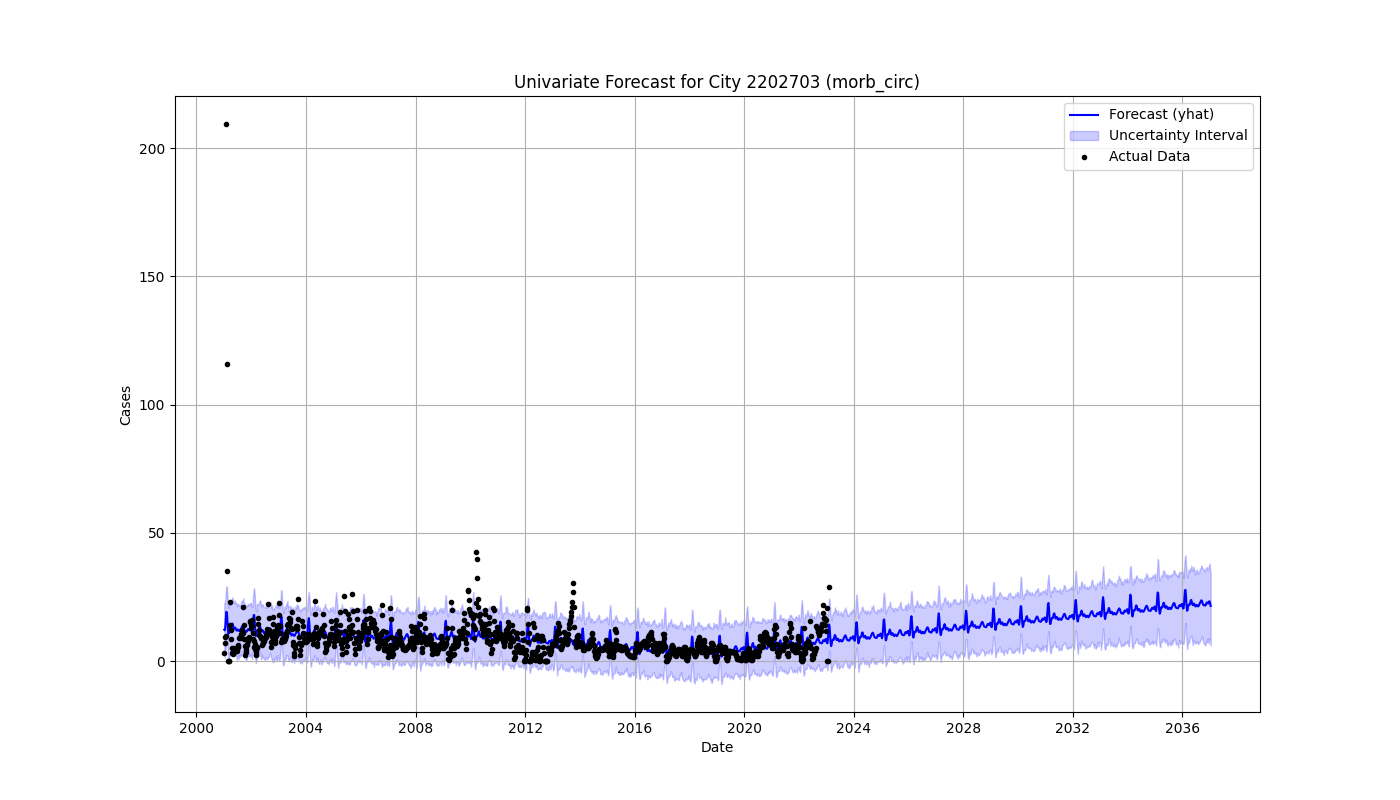 Univariate Forecast for City 2202703 (morb_circ)
Forecast (yhat)
Uncertainty Interval
Actual Data
Cases
200
150
100
50
0
2000 2004 2008 2012 2016 2020 2024 2028 2032 2036
Date